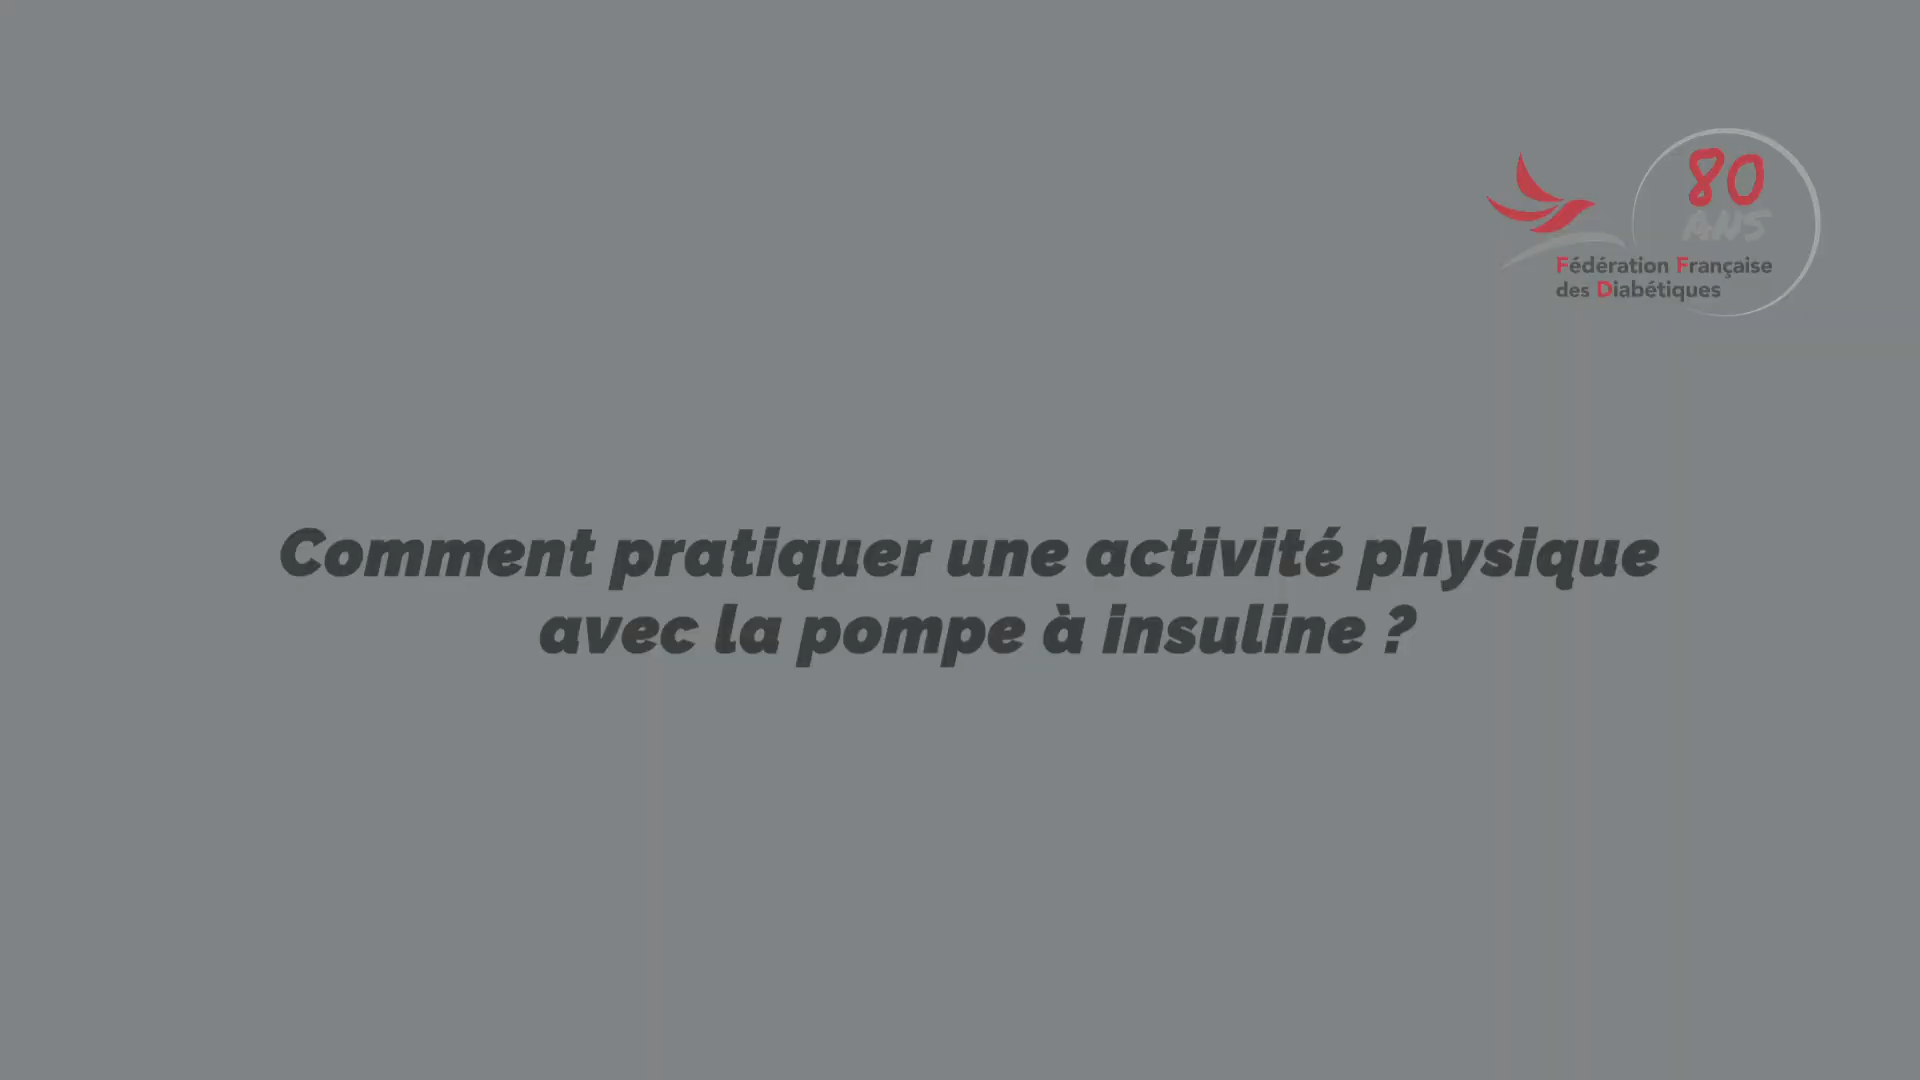 80
ANS
Fédération Française
des Diabétiques
Comment pratiquer une activité physique
avec la pompe à insuline ?